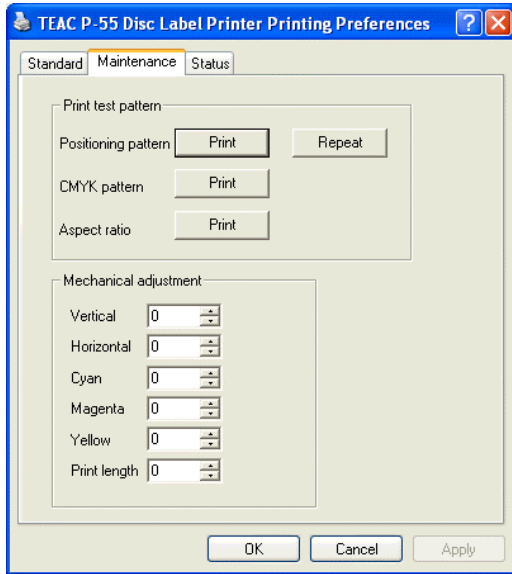 TEAC P-55 Disc Label Printer Printing Preferences
Standard Maintenance Status
Print test pattern
Positioning pattern Print Repeat
CMYK pattern Print
Aspect ratio Print
Mechanical adjustment
Vertical 0
Horizontal 0
Cyan 0
Magenta 0
Yellow 0
Print length 0
OK Cancel Apply